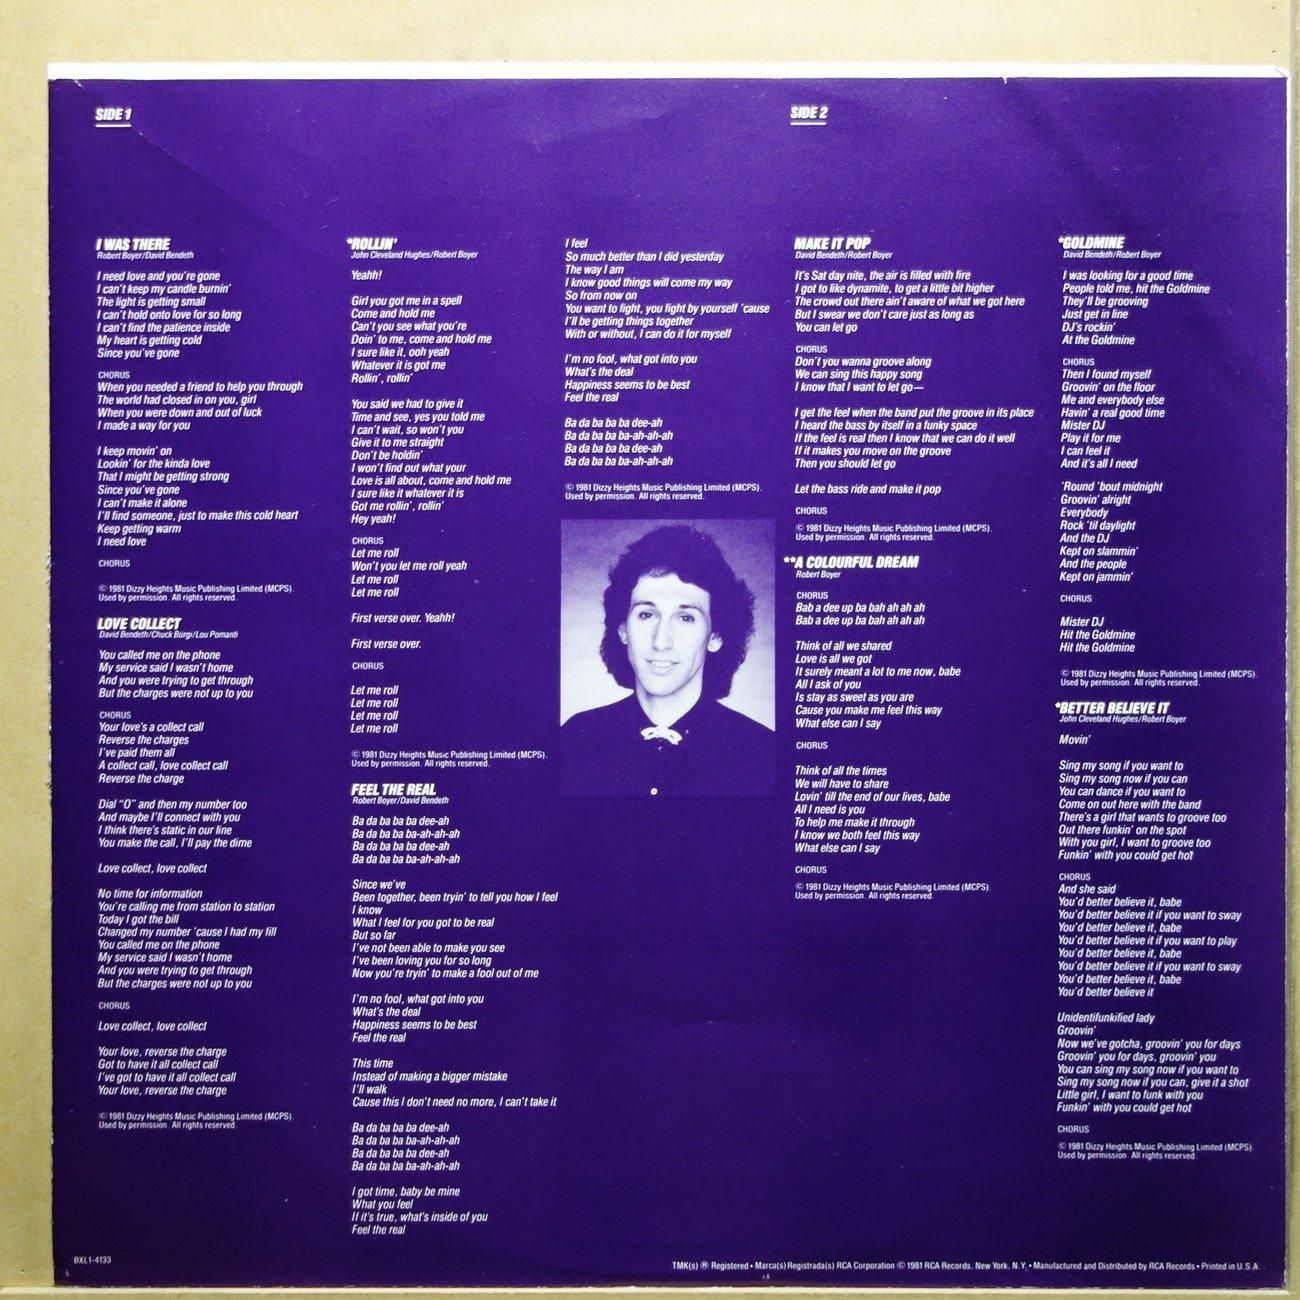 SIDE 1
I WAS THERE
Robert Boyer/David Bendeth
I need love and you're gone
I can't keep my candle burnin'
The light is getting small
I can't hold onto love for so long
I can't find the patience inside
My heart is getting cold
Since you've gone
CHORUS
When you needed a friend to help you through
The world had closed in on you, girl
When you were down and out of luck
I made a way for you
I keep movin' on
Lookin' for the kinda love
That I might be getting strong
Since you've gone
I can't make it alone
I'll find someone, just to make this cold heart
Keep getting warm
I need love
CHORUS
© 1981 Dizzy Heights Music Publishing Limited (MCPS).
Used by permission. All rights reserved.
LOVE COLLECT
David Bendeth/Chuck Burgi/Lou Pomanti
You called me on the phone
My service said I wasn't home
And you were trying to get through
But the charges were not up to you
CHORUS
Your love's a collect call
Reverse the charges
I've paid them all
A collect call, love collect call
Reverse the charge
Dial "O" and then my number too
And maybe I'll connect with you
I think there's static in our line
You make the call, I'll pay the dime
Love collect, love collect
No time for information
You're calling me from station to station
Today I got the bill
Changed my number 'cause I had my fill
You called me on the phone
My service said I wasn't home
And you were trying to get through
But the charges were not up to you
CHORUS
Love collect, love collect
Your love, reverse the charge
Got to have it all collect call
I've got to have it all collect call
Your love, reverse the charge
© 1981 Dizzy Heights Music Publishing Limited (MCPS).
Used by permission. All rights reserved.
*ROLLIN'
John Cleveland Hughes/Robert Boyer
Yeahh!
Girl you got me in a spell
Come and hold me
Can't you see what you're
Doin' to me, come and hold me
I sure like it, ooh yeah
Whatever it is got me
Rollin', rollin'
You said we had to give it
Time and see, yes you told me
I can't wait, so won't you
Give it to me straight
Don't be holdin'
I won't find out what your
Love is all about, come and hold me
I sure like it whatever it is
Got me rollin', rollin'
Hey yeah!
CHORUS
Let me roll
Won't you let me roll yeah
Let me roll
Let me roll
First verse over. Yeahh!
First verse over.
CHORUS
Let me roll
Let me roll
Let me roll
Let me roll
© 1981 Dizzy Heights Music Publishing Limited (MCPS).
Used by permission. All rights reserved.
FEEL THE REAL
Robert Boyer/David Bendeth
Ba da ba ba ba dee-ah
Ba da ba ba ba-ah-ah-ah
Ba da ba ba ba dee-ah
Ba da ba ba ba-ah-ah-ah
Since we've
Been together, been tryin' to tell you how I feel
I know
What I feel for you got to be real
But so far
I've not been able to make you see
I've been loving you for so long
Now you're tryin' to make a fool out of me
I'm no fool, what got into you
What's the deal
Happiness seems to be best
Feel the real
This time
Instead of making a bigger mistake
I'll walk
Cause this I don't need no more, I can't take it
Ba da ba ba ba dee-ah
Ba da ba ba ba-ah-ah-ah
Ba da ba ba ba dee-ah
Ba da ba ba ba-ah-ah-ah
I got time, baby be mine
What you feel
If it's true, what's inside of you
Feel the real
I feel
So much better than I did yesterday
The way I am
I know good things will come my way
So from now on
You want to fight, you fight by yourself 'cause
I'll be getting things together
With or without, I can do it for myself
I'm no fool, what got into you
What's the deal
Happiness seems to be best
Feel the real
Ba da ba ba ba dee-ah
Ba da ba ba ba-ah-ah-ah
Ba da ba ba ba dee-ah
Ba da ba ba ba-ah-ah-ah
© 1981 Dizzy Heights Music Publishing Limited (MCPS).
Used by permission. All rights reserved.
SIDE 2
MAKE IT POP
David Bendeth/Robert Boyer
It's Sat day nite, the air is filled with fire
I got to like dynamite, to get a little bit higher
The crowd out there ain't aware of what we got here
But I swear we don't care just as long as
You can let go
CHORUS
Don't you wanna groove along
We can sing this happy song
I know that I want to let go—
I get the feel when the band put the groove in its place
I heard the bass by itself in a funky space
If the feel is real then I know that we can do it well
If it makes you move on the groove
Then you should let go
Let the bass ride and make it pop
CHORUS
© 1981 Dizzy Heights Music Publishing Limited (MCPS).
Used by permission. All rights reserved.
**A COLOURFUL DREAM
Robert Boyer
CHORUS
Bab a dee up ba bah ah ah ah
Bab a dee up ba bah ah ah ah
Think of all we shared
Love is all we got
It surely meant a lot to me now, babe
All I ask of you
Is stay as sweet as you are
Cause you make me feel this way
What else can I say
CHORUS
Think of all the times
We will have to share
Lovin' till the end of our lives, babe
All I need is you
To help me make it through
I know we both feel this way
What else can I say
CHORUS
© 1981 Dizzy Heights Music Publishing Limited (MCPS).
Used by permission. All rights reserved.
*GOLDMINE
David Bendeth/Robert Boyer
I was looking for a good time
People told me, hit the Goldmine
They'll be grooving
Just get in line
DJ's rockin'
At the Goldmine
CHORUS
Then I found myself
Groovin' on the floor
Me and everybody else
Havin' a real good time
Mister DJ
Play it for me
I can feel it
And it's all I need
'Round 'bout midnight
Groovin' alright
Everybody
Rock 'til daylight
And the DJ
Kept on slammin'
And the people
Kept on jammin'
CHORUS
Mister DJ
Hit the Goldmine
Hit the Goldmine
© 1981 Dizzy Heights Music Publishing Limited (MCPS).
Used by permission. All rights reserved.
*BETTER BELIEVE IT
John Cleveland Hughes/Robert Boyer
Movin'
Sing my song if you want to
Sing my song now if you can
You can dance if you want to
Come on out here with the band
There's a girl that wants to groove too
Out there funkin' on the spot
With you girl, I want to groove too
Funkin' with you could get hot
CHORUS
And she said
You'd better believe it, babe
You'd better believe it if you want to sway
You'd better believe it, babe
You'd better believe it if you want to play
You'd better believe it, babe
You'd better believe it if you want to sway
You'd better believe it, babe
You'd better believe it
Unidentifunkified lady
Groovin'
Now we've gotcha, groovin' you for days
Groovin' you for days, groovin' you
You can sing my song now if you want to
Sing my song now if you can, give it a shot
Little girl, I want to funk with you
Funkin' with you could get hot
CHORUS
© 1981 Dizzy Heights Music Publishing Limited (MCPS).
Used by permission. All rights reserved.
BXL1-4133
TMK(s) ® Registered • Marca(s) Registrada(s) RCA Corporation © 1981 RCA Records, New York, N.Y. • Manufactured and Distributed by RCA Records • Printed in U.S.A.